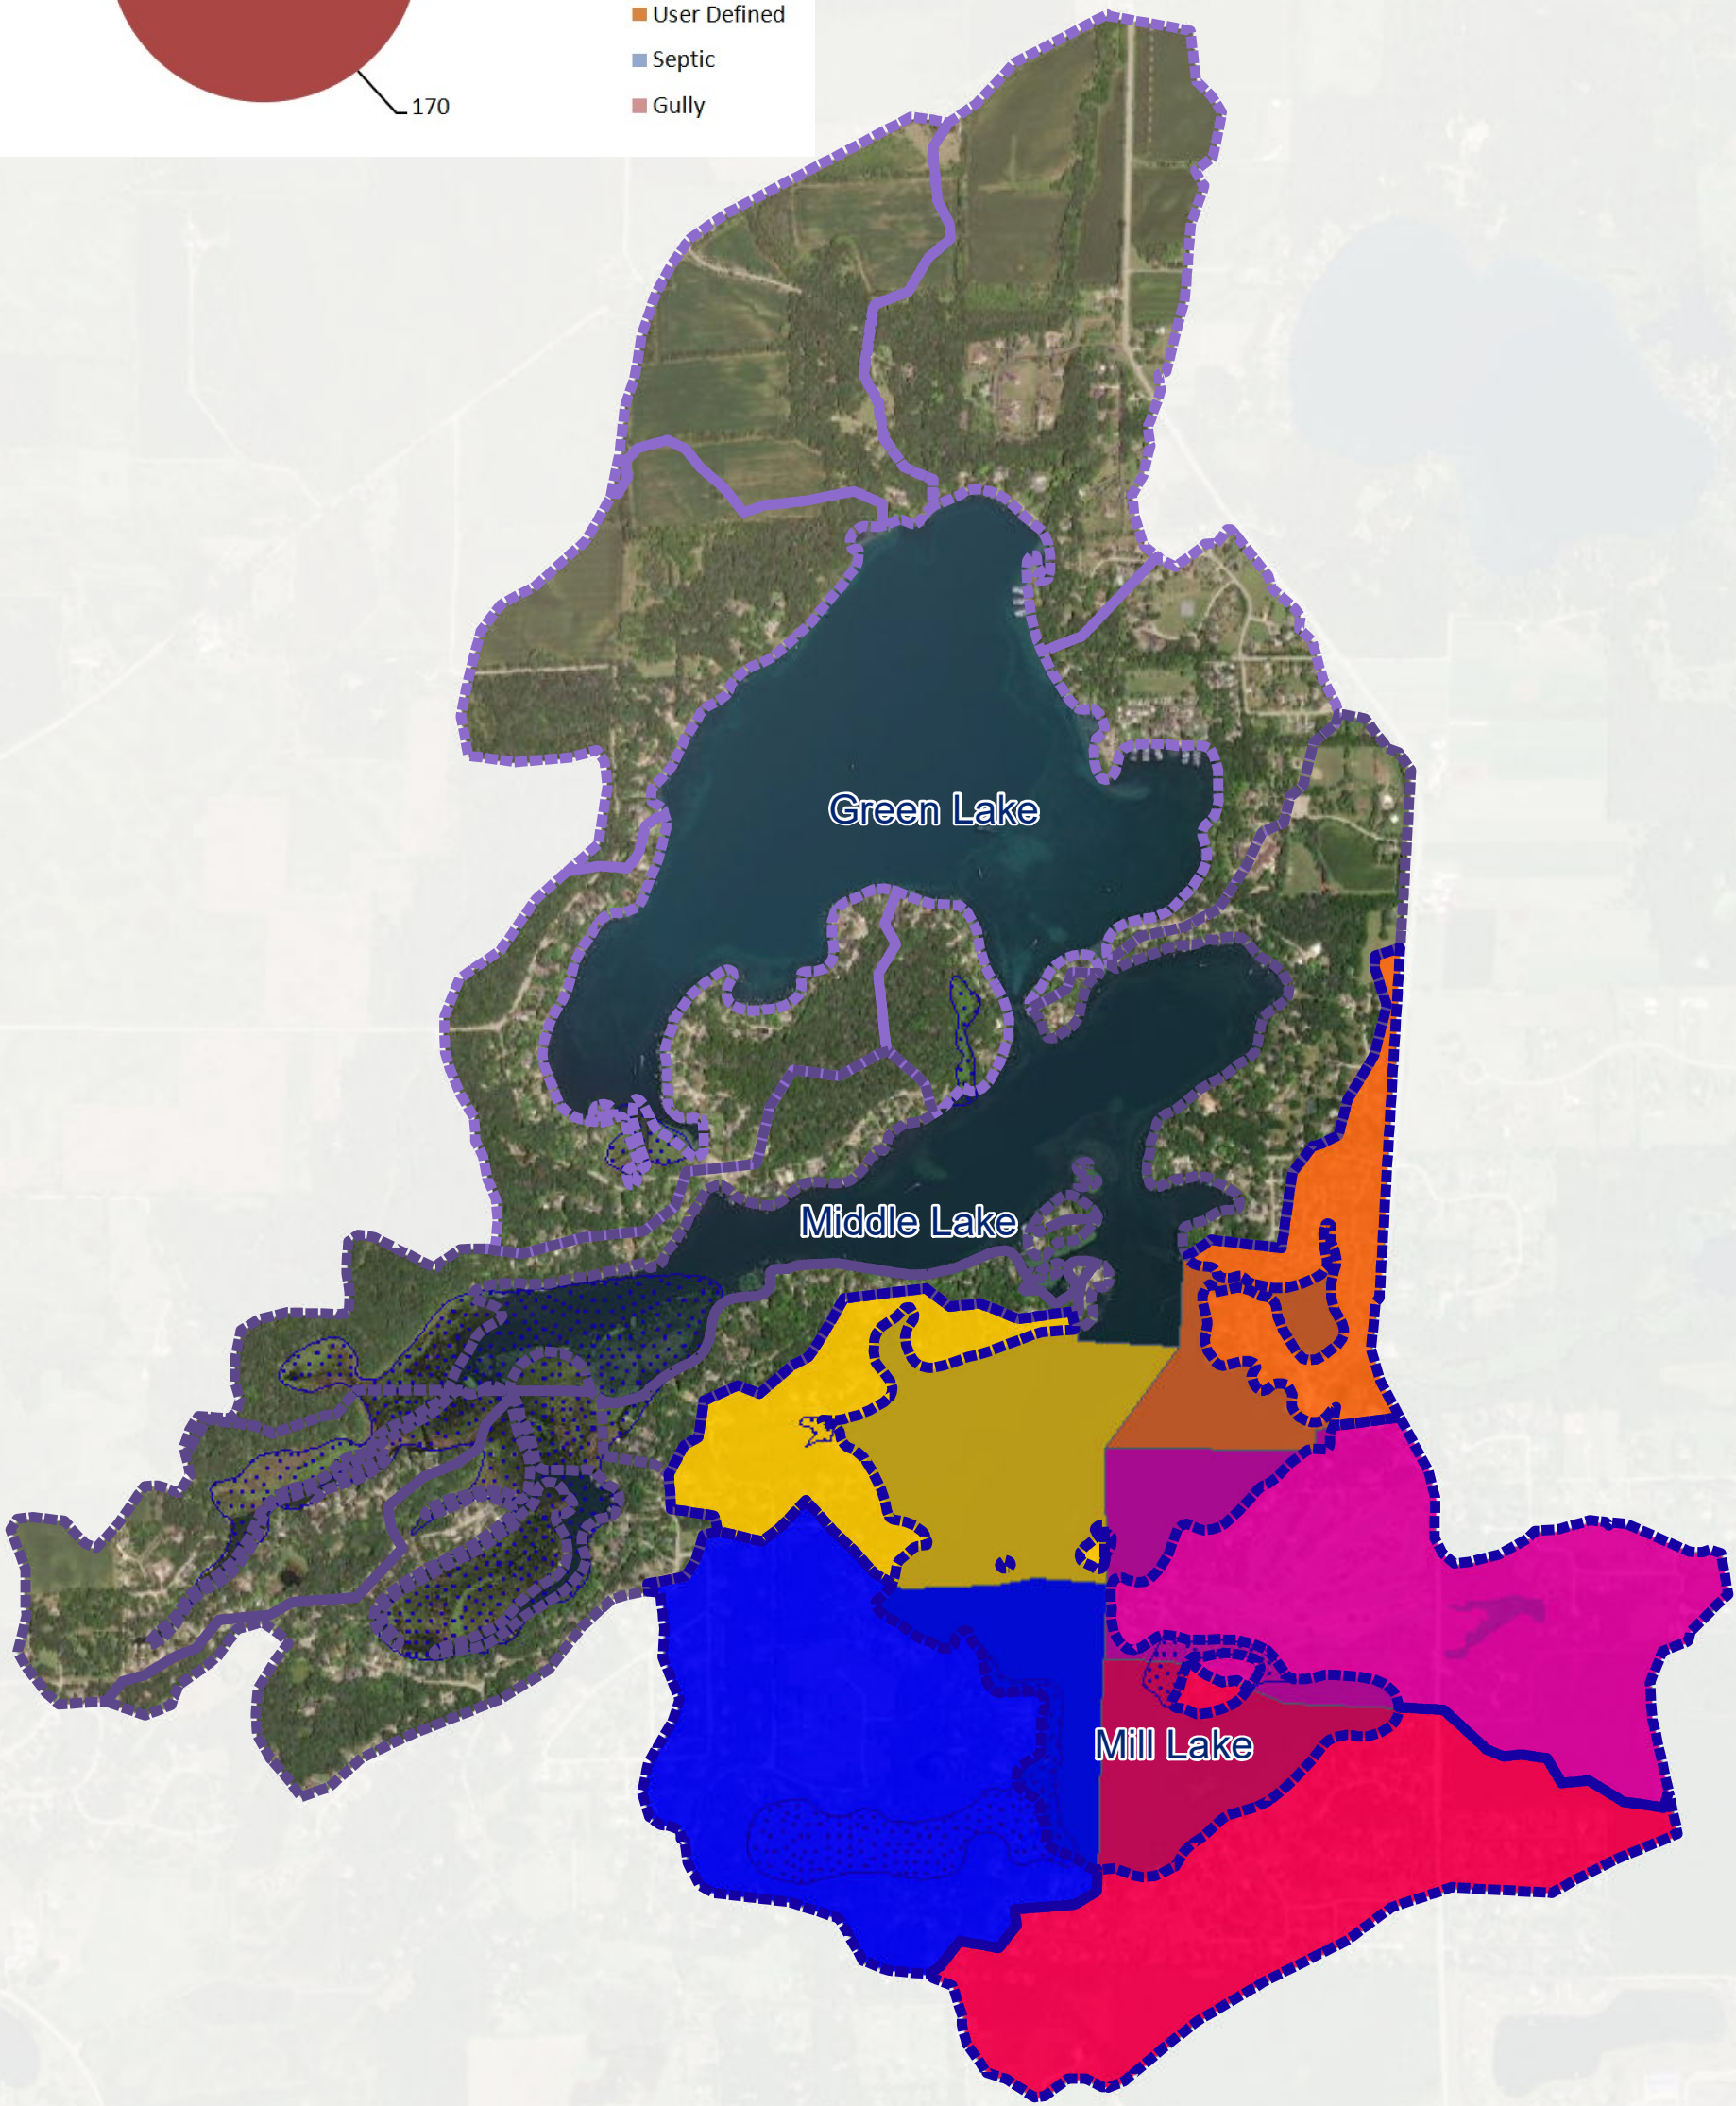 User Defined
Septic
Gully
170
Green Lake
Middle Lake
Mill Lake